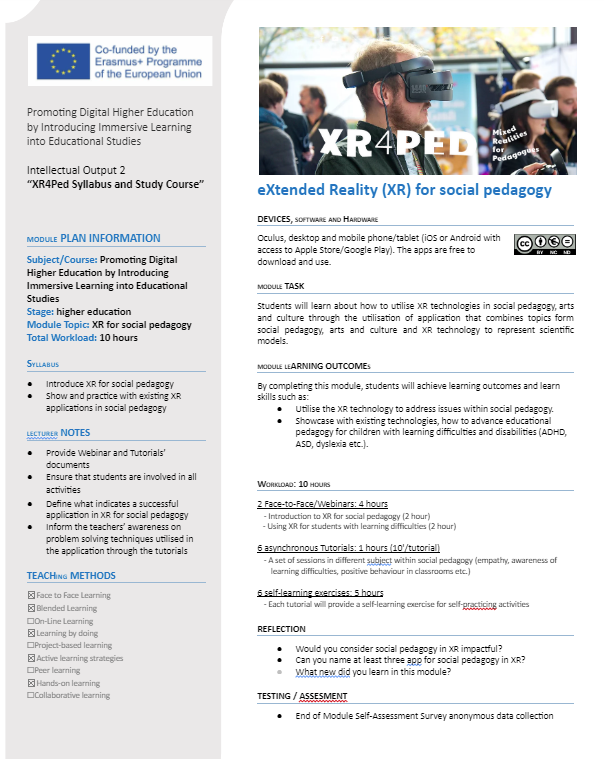 Co-funded by the
Erasmus+ Programme
of the European Union
Promoting Digital Higher Education
by Introducing Immersive Learning
into Educational Studies
Intellectual Output 2
“XR4Ped Syllabus and Study Course”
MODULE PLAN INFORMATION
Subject/Course: Promoting Digital
Higher Education by Introducing
Immersive Learning into Educational
Studies
Stage: higher education
Module Topic: XR for social pedagogy
Total Workload: 10 hours
SYLLABUS
● Introduce XR for social pedagogy
● Show and practice with existing XR
applications in social pedagogy
LECTURER NOTES
● Provide Webinar and Tutorials’
documents
● Ensure that students are involved in all
activities
● Define what indicates a successful
application in XR for social pedagogy
● Inform the teachers’ awareness on
problem solving techniques utilised in
the application through the tutorials
TEACHING METHODS
☒Face to Face Learning
☒Blended Learning
☐On-Line Learning
☒Learning by doing
☐Project-based learning
☒Active learning strategies
☐Peer learning
☒Hands-on learning
☐Collaborative learning
XR4PED
Mixed
Realities
for
Pedagogues
eXtended Reality (XR) for social pedagogy
DEVICES, SOFTWARE AND HARDWARE
Oculus, desktop and mobile phone/tablet (iOS or Android with
access to Apple Store/Google Play). The apps are free to
download and use.
CC BY NC ND
MODULE TASK
Students will learn about how to utilise XR technologies in social pedagogy, arts
and culture through the utilisation of application that combines topics form
social pedagogy, arts and culture and XR technology to represent scientific
models.
MODULE LEARNING OUTCOMES
By completing this module, students will achieve learning outcomes and learn
skills such as:
● Utilise the XR technology to address issues within social pedagogy.
● Showcase with existing technologies, how to advance educational
pedagogy for children with learning difficulties and disabilities (ADHD,
ASD, dyslexia etc.).
WORKLOAD: 10 HOURS
2 Face-to-Face/Webinars: 4 hours
- Introduction to XR for social pedagogy (2 hour)
- Using XR for students with learning difficulties (2 hour)
6 asynchronous Tutorials: 1 hours (10’/tutorial)
- A set of sessions in different subject within social pedagogy (empathy, awareness of
learning difficulties, positive behaviour in classrooms etc.)
6 self-learning exercises: 5 hours
- Each tutorial will provide a self-learning exercise for self-practicing activities
REFLECTION
● Would you consider social pedagogy in XR impactful?
● Can you name at least three app for social pedagogy in XR?
● What new did you learn in this module?
TESTING / ASSESMENT
● End of Module Self-Assessment Survey anonymous data collection